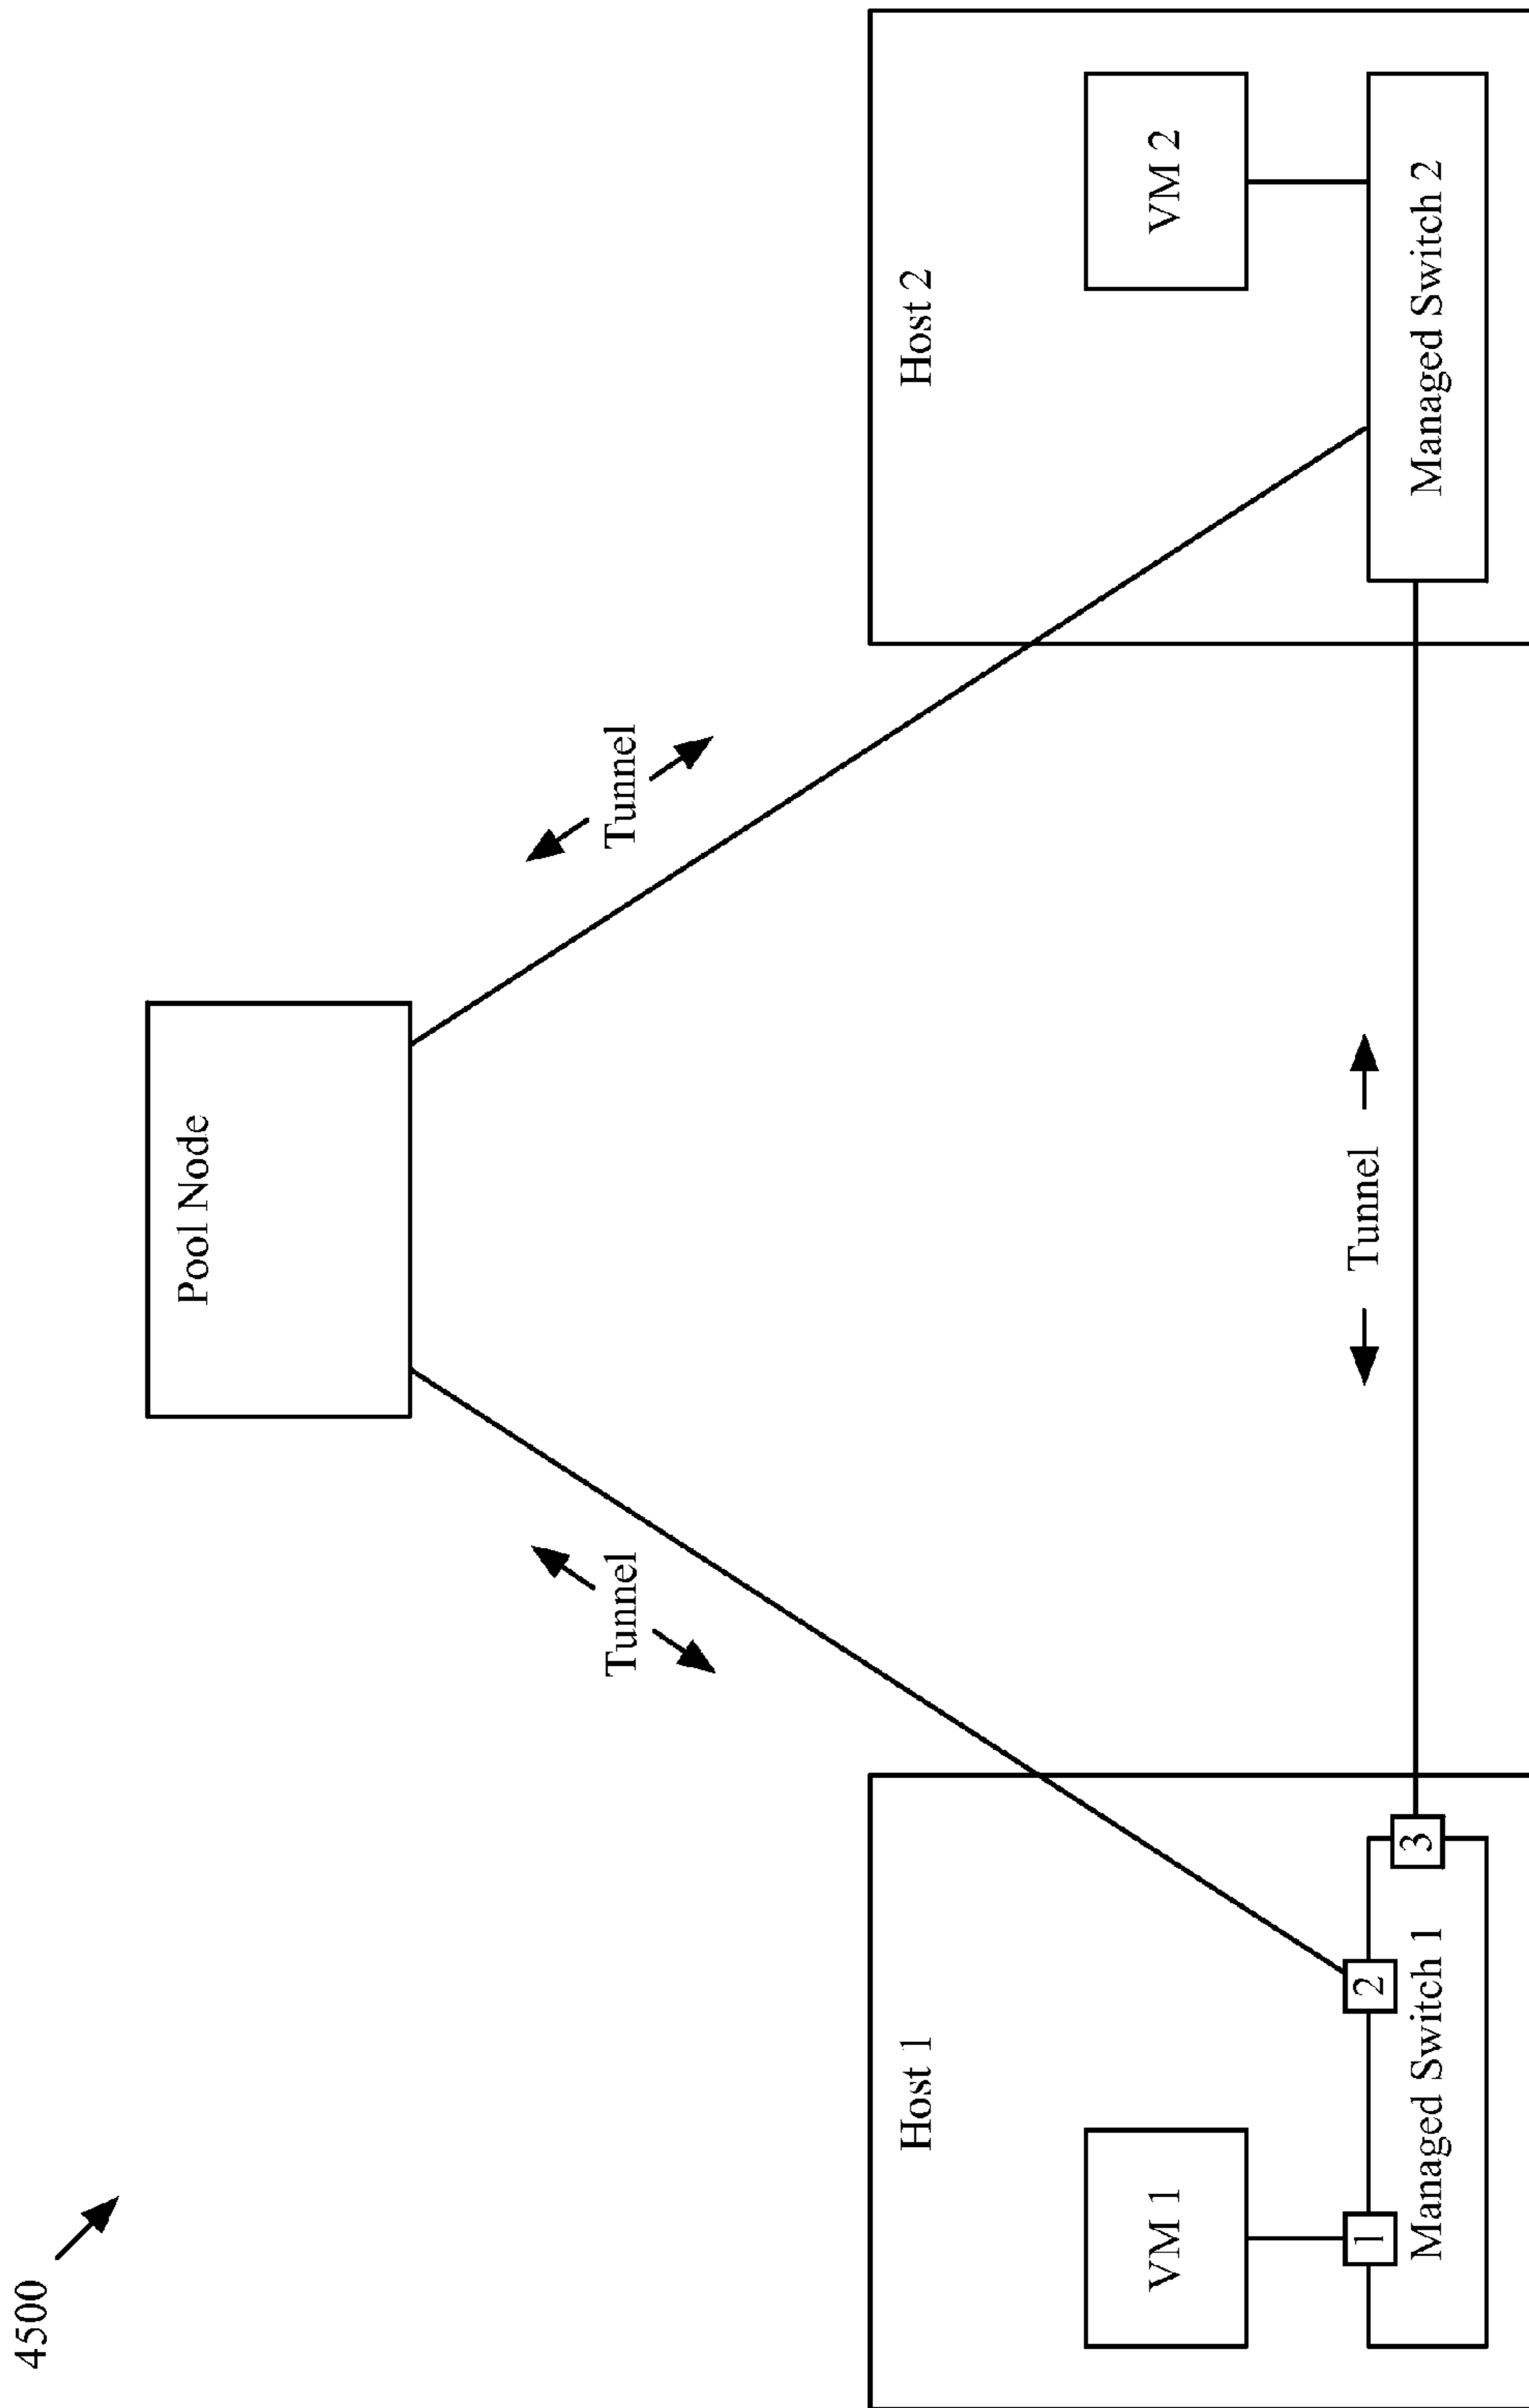 4500
Pool Node
Tunnel
Tunnel
Host 1
Host 2
VM 1
VM 2
Tunnel
1
2
3
Managed Switch 1
Managed Switch 2